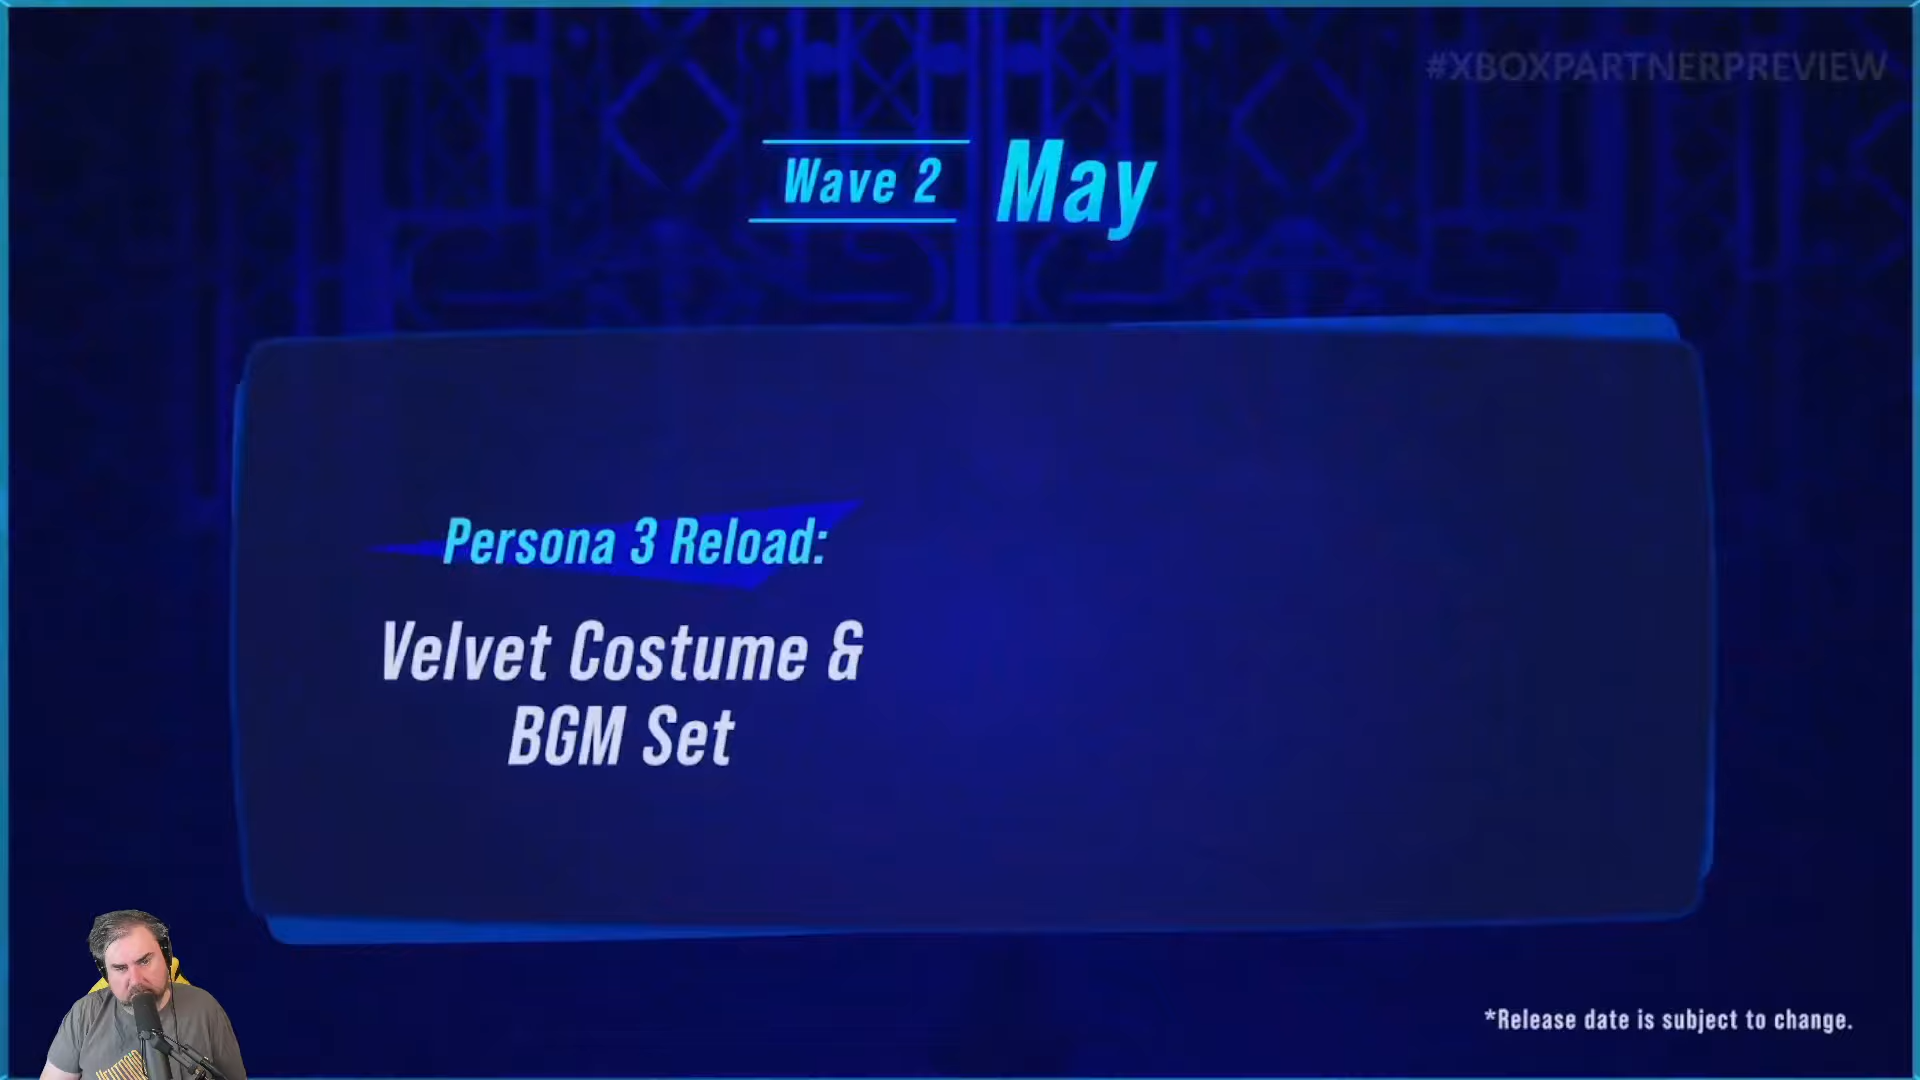 #XBOXPARTNERPREVIEW
Wave 2 May
Persona 3 Reload:
Velvet Costume &
BGM Set
*Release date is subject to change.